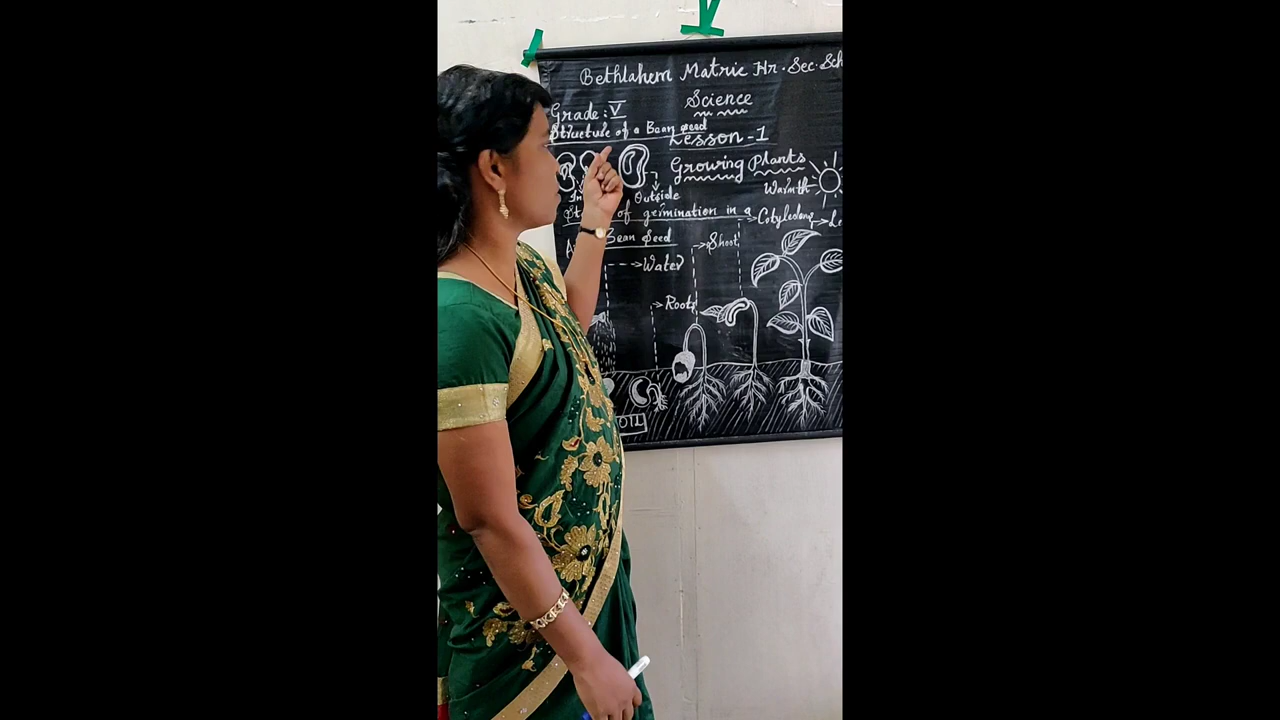 Bethlahem Matric Hr. Sec. Sch
Science
Grade: V
Structure of a Bean seed
Lesson - 1
Growing Plants
Warmth
Outside
of germination in a
Bean Seed
Cotyledons
Shoot
Water
Roots